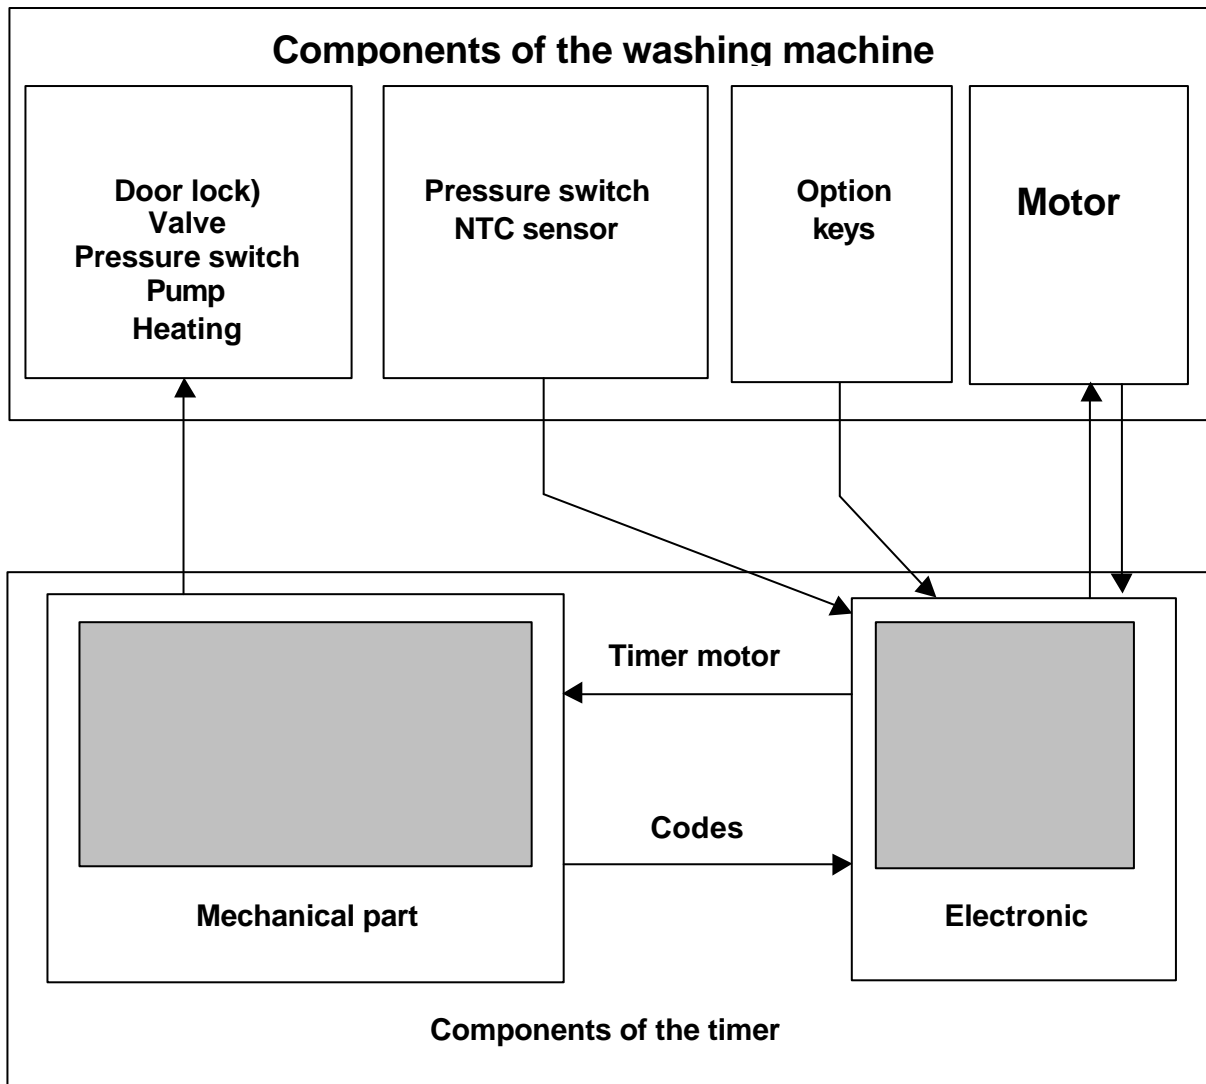 Components of the washing machine
Door lock)
Valve
Pressure switch
Pump
Heating
Pressure switch
NTC sensor
Option
keys
Motor
Timer motor
Codes
Mechanical part
Electronic
Components of the timer